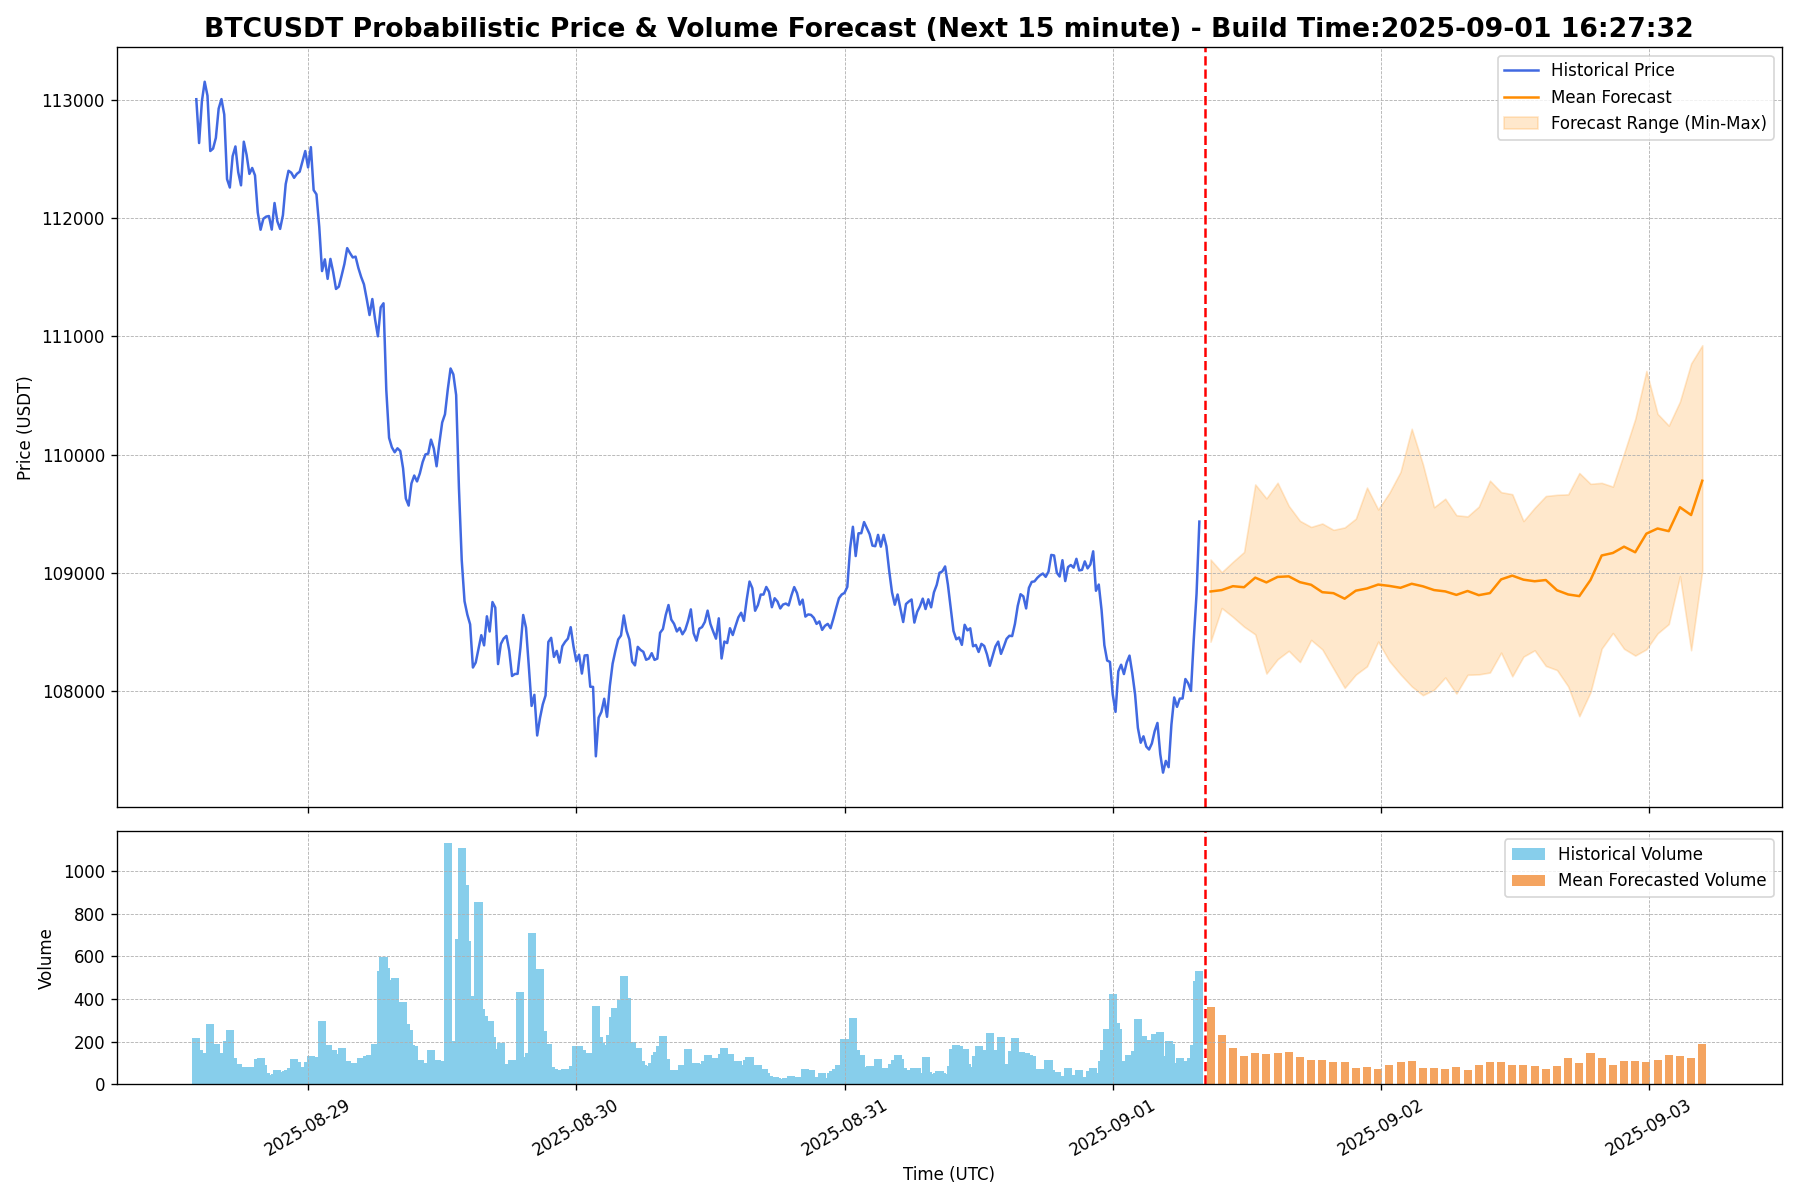 BTCUSDT Probabilistic Price & Volume Forecast (Next 15 minute) - Build Time:2025-09-01 16:27:32
Historical Price
Mean Forecast
Forecast Range (Min-Max)
113000
112000
111000
110000
109000
108000
Price (USDT)
Historical Volume
Mean Forecasted Volume
1000
800
600
400
200
0
Volume
2025-08-29
2025-08-30
2025-08-31
2025-09-01
2025-09-02
2025-09-03
Time (UTC)